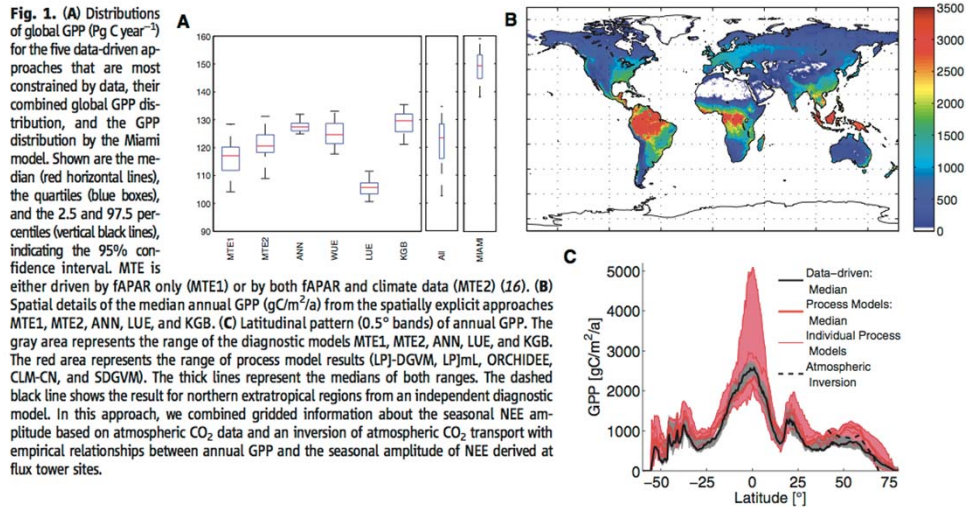 Fig. 1. (A) Distributions
of global GPP (Pg C year⁻¹)
for the five data-driven ap-
proaches that are most
constrained by data, their
combined global GPP dis-
tribution, and the GPP
distribution by the Miami
model. Shown are the me-
dian (red horizontal lines),
the quartiles (blue boxes),
and the 2.5 and 97.5 per-
centiles (vertical black lines),
indicating the 95% con-
fidence interval. MTE is
either driven by fAPAR only (MTE1) or by both fAPAR and climate data (MTE2) (16). (B)
Spatial details of the median annual GPP (gC/m²/a) from the spatially explicit approaches
MTE1, MTE2, ANN, LUE, and KGB. (C) Latitudinal pattern (0.5° bands) of annual GPP. The
gray area represents the range of the diagnostic models MTE1, MTE2, ANN, LUE, and KGB.
The red area represents the range of process model results (LPJ-DGVM, LPJmL, ORCHIDEE,
CLM-CN, and SDGVM). The thick lines represent the medians of both ranges. The dashed
black line shows the result for northern extratropical regions from an independent diagnostic
model. In this approach, we combined gridded information about the seasonal NEE am-
plitude based on atmospheric CO₂ data and an inversion of atmospheric CO₂ transport with
empirical relationships between annual GPP and the seasonal amplitude of NEE derived at
flux tower sites.
A
160
150
140
130
120
110
100
90
MTE1
MTE2
ANN
WUE
LUE
KGB
All
MIAMI
B
3500
3000
2500
2000
1500
1000
500
0
C
5000
4000
3000
2000
1000
0
GPP [gC/m²/a]
-50
-25
0
25
50
75
Latitude [°]
Data-driven:
Median
Process Models:
Median
Individual Process
Models
Atmospheric
Inversion